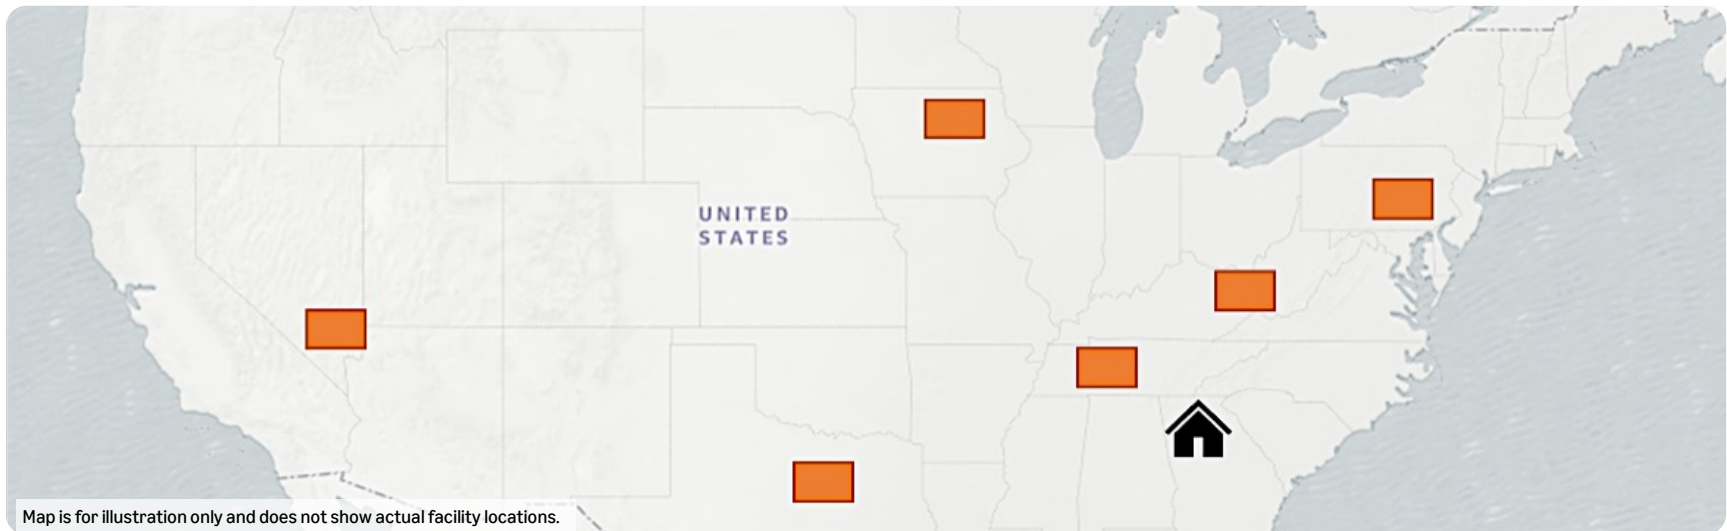 UNITED
STATES
Map is for illustration only and does not show actual facility locations.